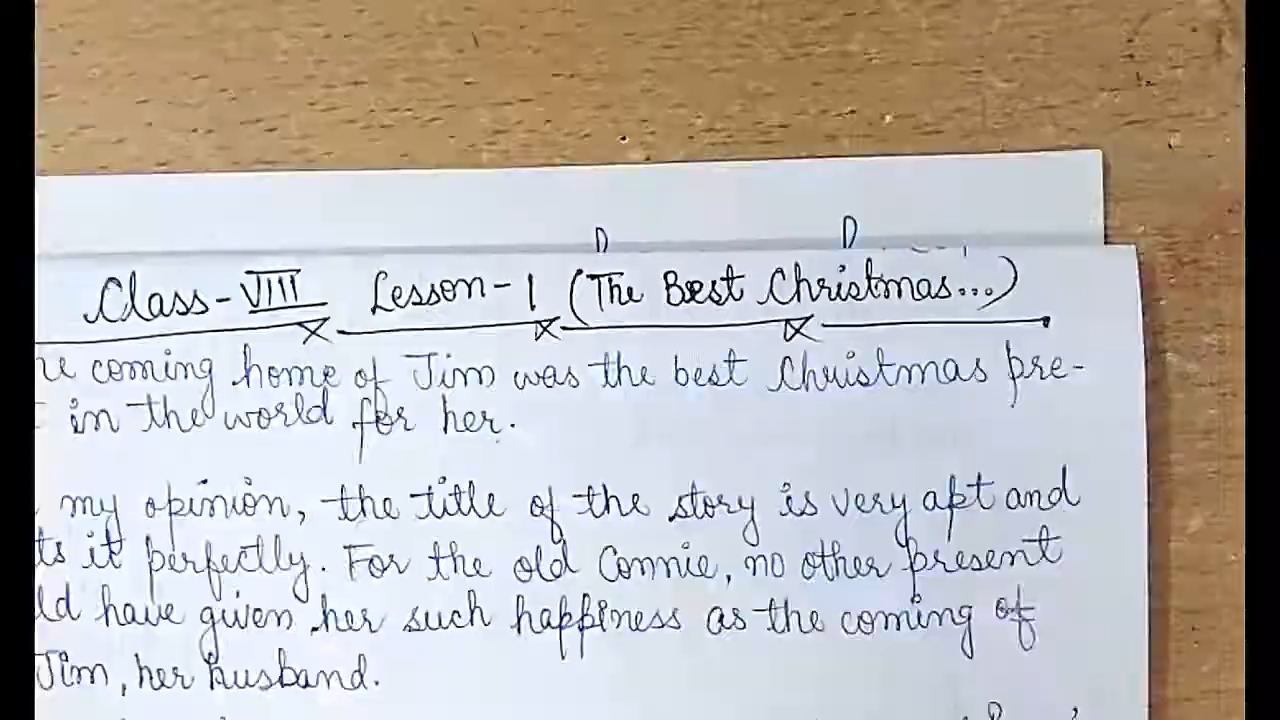 Class-VIII Lesson-1 (The Best Christmas...)
coming home of Jim was the best Christmas pre-
in the world for her.
my opinion, the title of the story is very apt and
it perfectly. For the old Connie, no other present
have given her such happiness as the coming of
Jim, her husband.